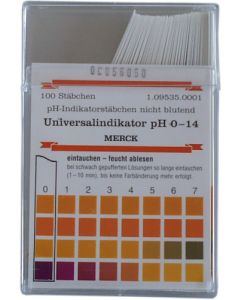 100 Stäbchen 1.09535.0001
pH-Indikatorstäbchen nicht blutend
Universalindikator pH 0–14
MERCK
eintauchen – feucht ablesen
bei schwach gepufferten Lösungen so lange eintauchen
(1–10 min), bis keine Farbänderung mehr erfolgt.
0 1 2 3 4 5 6 7